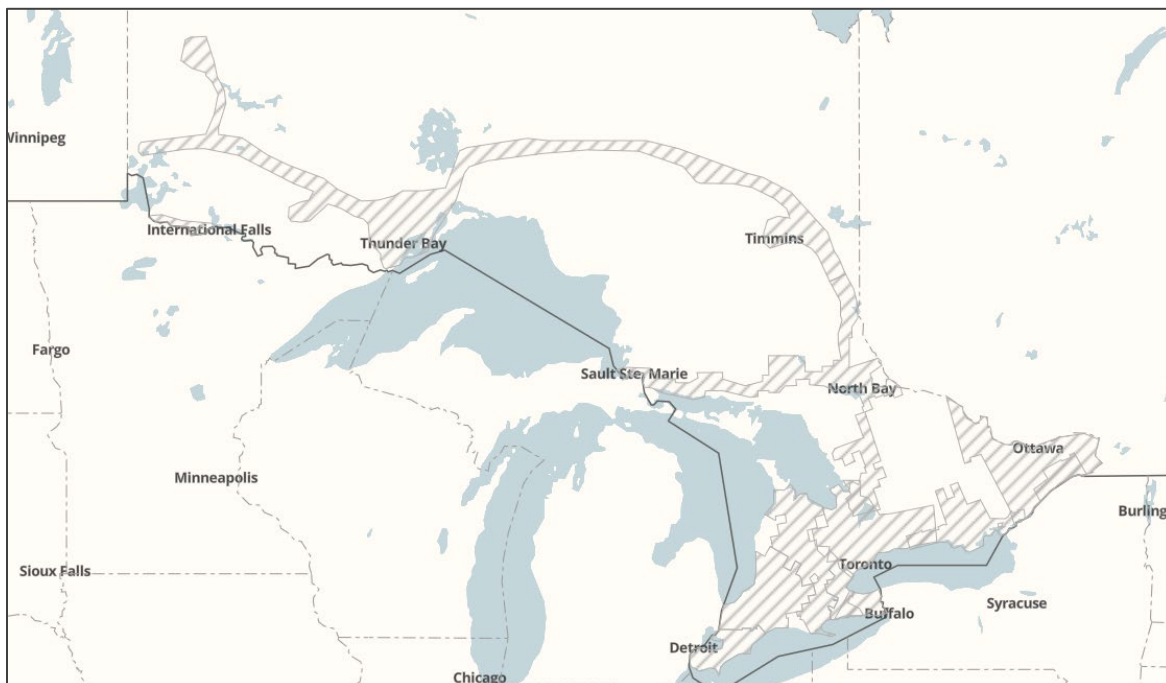 Winnipeg
International Falls
Thunder Bay
Timmins
Fargo
Sault Ste. Marie
North Bay
Ottawa
Minneapolis
Burling
Sioux Falls
Toronto
Syracuse
Buffalo
Detroit
Chicago